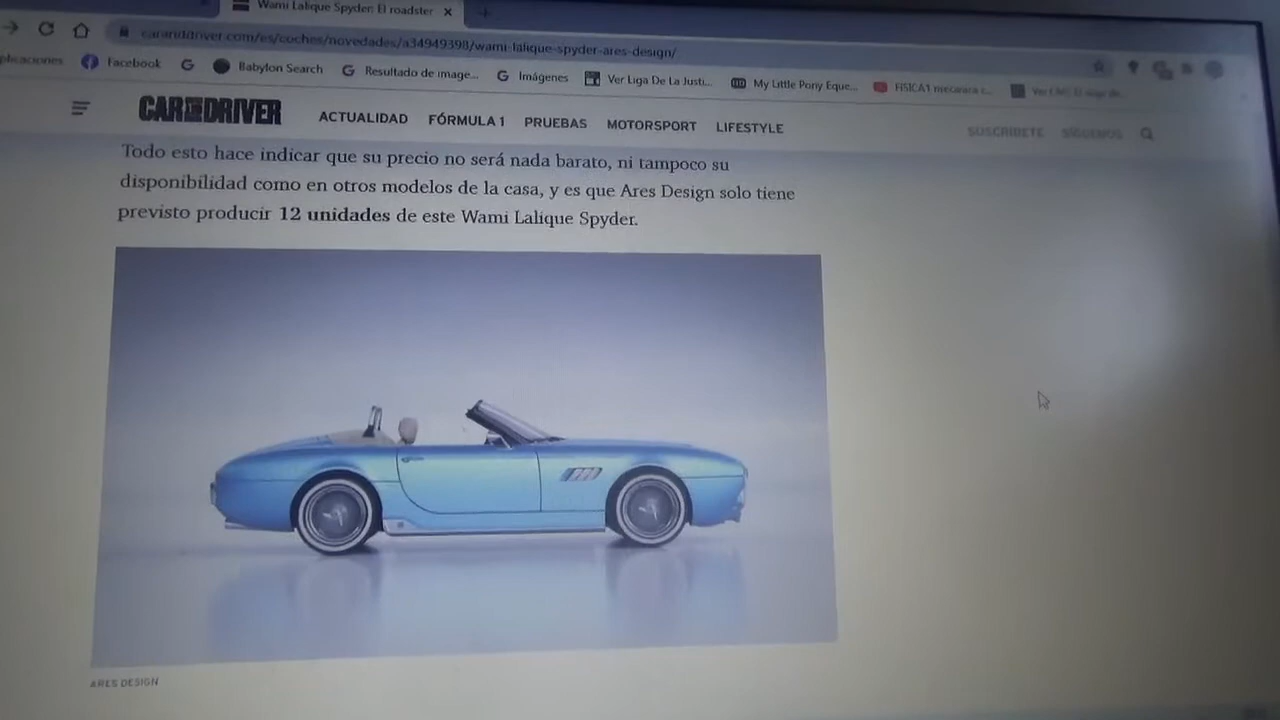 Wami Lalique Spyder: El roadster
caranddriver.com/es/coches/novedades/a34949398/wami-lalique-spyder-ares-design/
plicaciones Facebook Babylon Search Resultado de image... Imágenes Ver Liga De La Justi... My Little Pony Eque...
CAR AND DRIVER ACTUALIDAD FÓRMULA 1 PRUEBAS MOTORSPORT LIFESTYLE SUSCRÍBETE SÍGUENOS
Todo esto hace indicar que su precio no será nada barato, ni tampoco su
disponibilidad como en otros modelos de la casa, y es que Ares Design solo tiene
previsto producir 12 unidades de este Wami Lalique Spyder.
ARES DESIGN